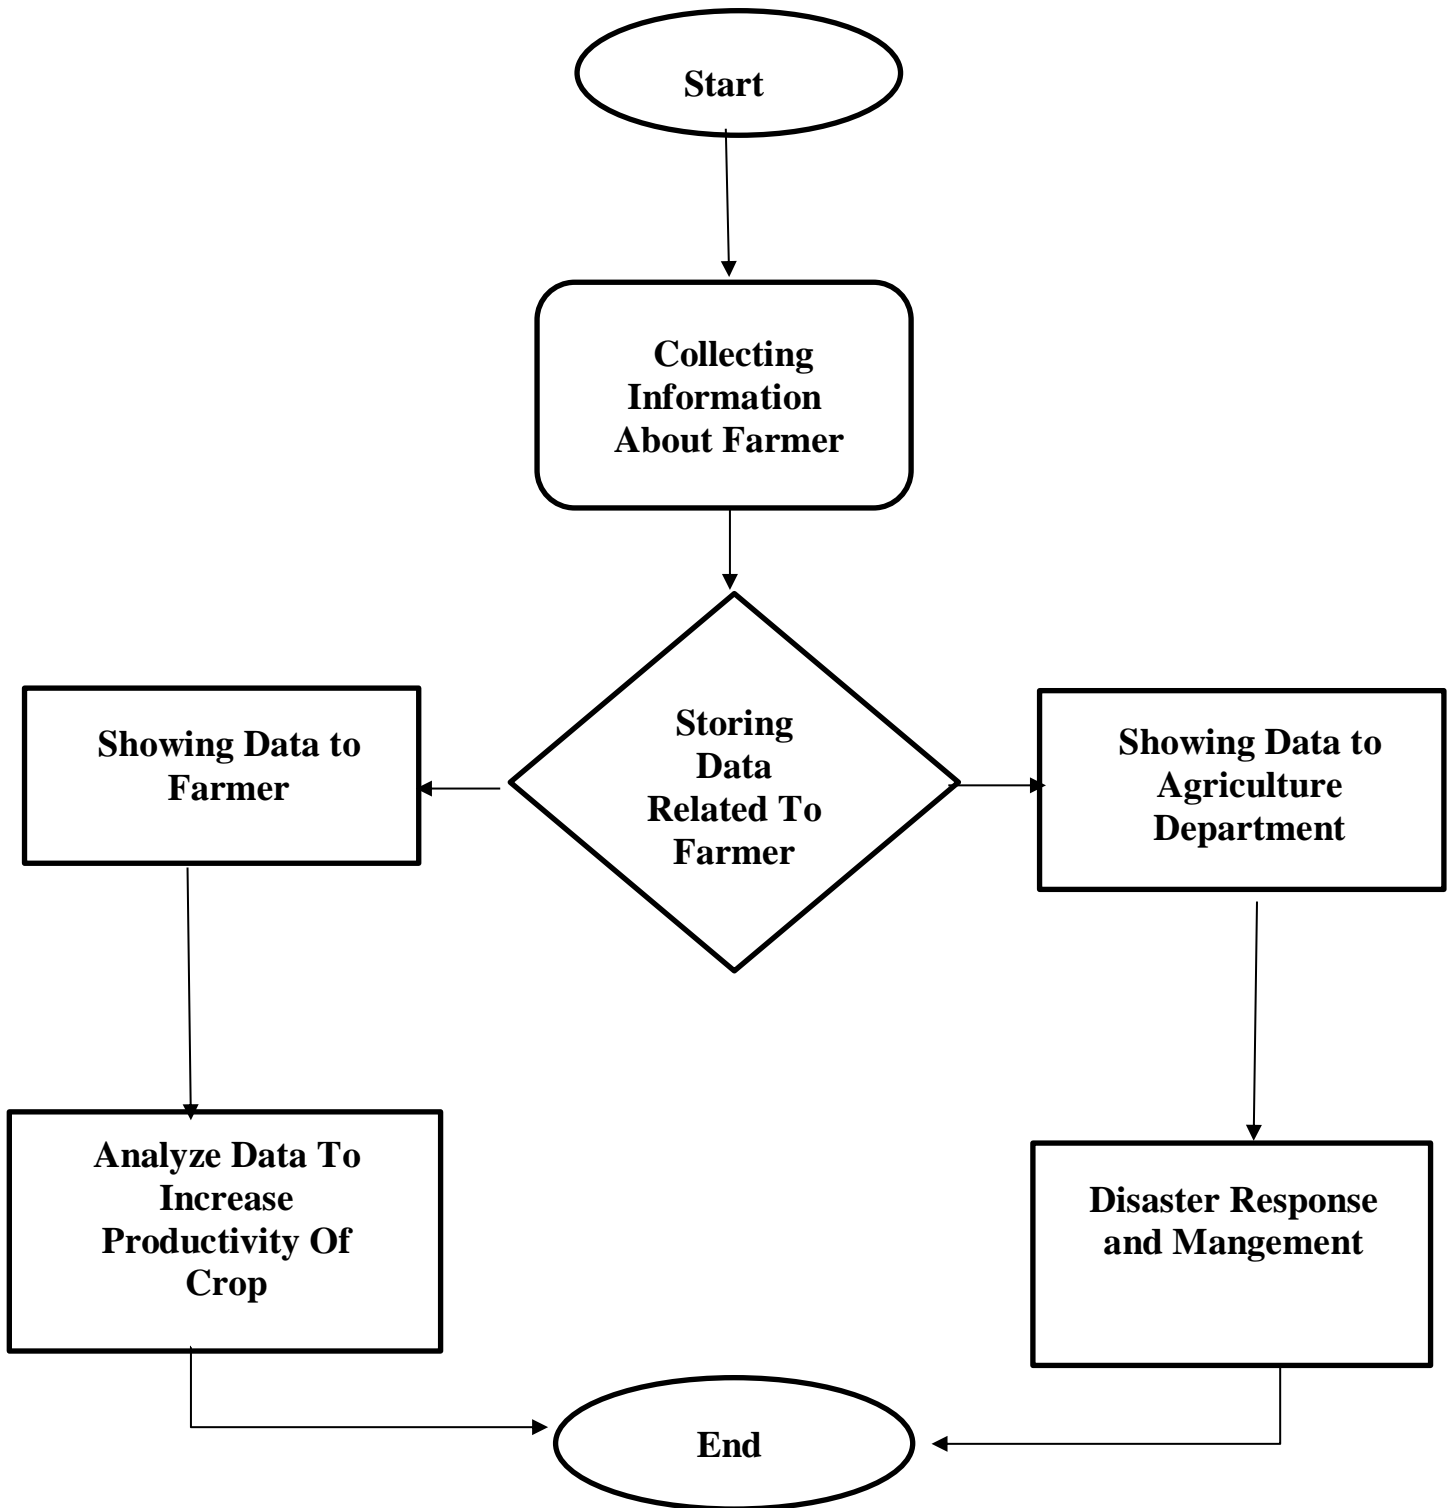 Start
Collecting
Information
About Farmer
Storing
Data
Related To
Farmer
Showing Data to
Farmer
Showing Data to
Agriculture
Department
Analyze Data To
Increase
Productivity Of
Crop
Disaster Response
and Mangement
End